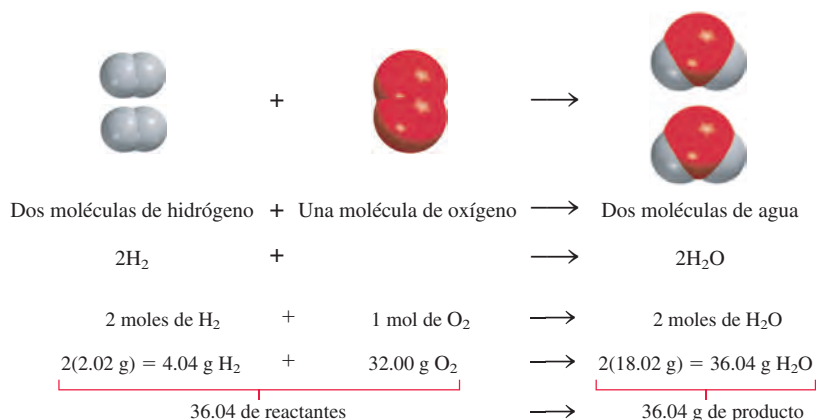 + ⟶
Dos moléculas de hidrógeno + Una molécula de oxígeno ⟶ Dos moléculas de agua
2H₂ + ⟶ 2H₂O
2 moles de H₂ + 1 mol de O₂ ⟶ 2 moles de H₂O
2(2.02 g) = 4.04 g H₂ + 32.00 g O₂ ⟶ 2(18.02 g) = 36.04 g H₂O
36.04 de reactantes ⟶ 36.04 g de producto